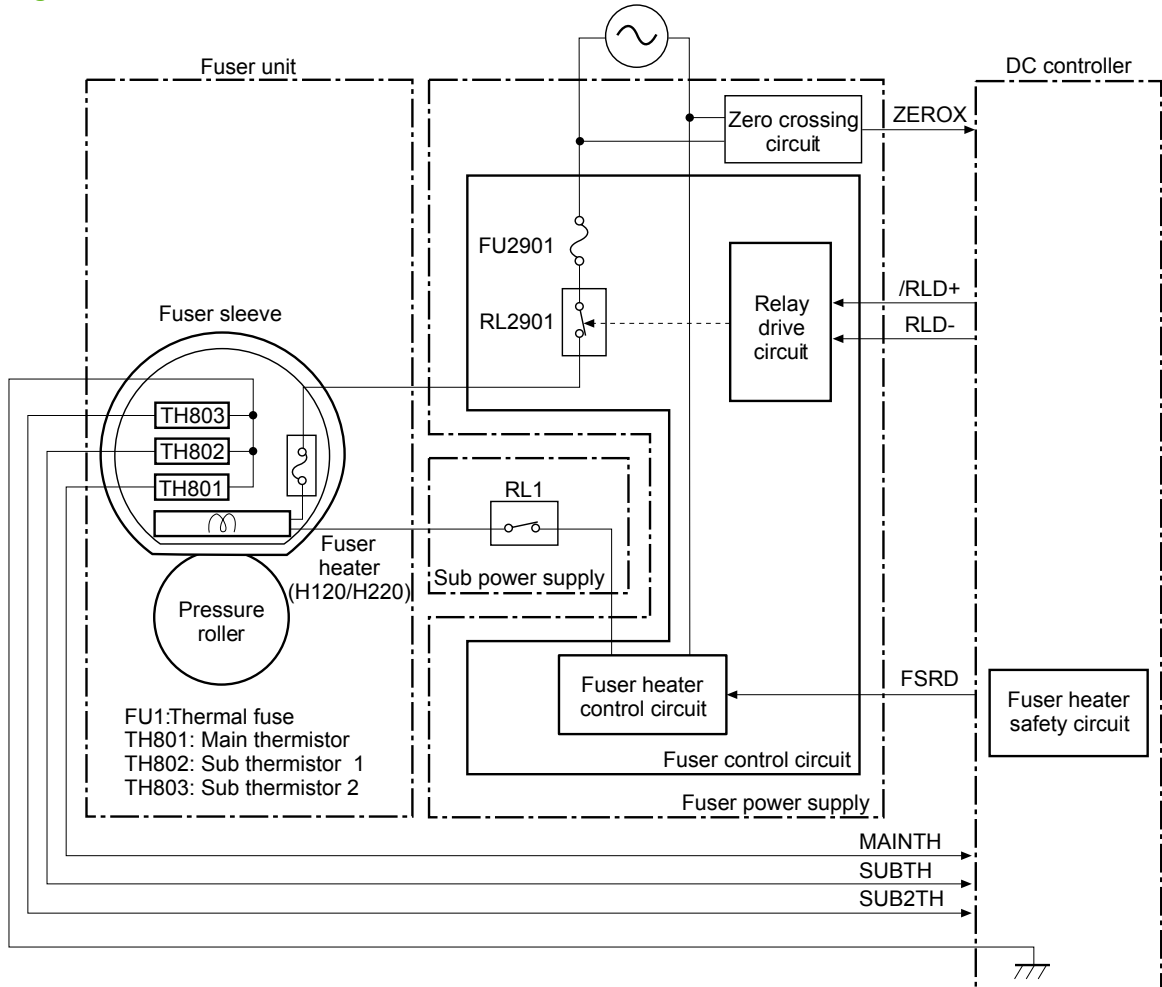 Fuser unit
DC controller
Zero crossing
circuit
ZEROX
FU2901
RL2901
Relay
drive
circuit
/RLD+
RLD-
Fuser sleeve
TH803
TH802
TH801
RL1
Fuser
heater
(H120/H220)
Sub power supply
Pressure
roller
Fuser heater
control circuit
FSRD
Fuser heater
safety circuit
FU1:Thermal fuse
TH801: Main thermistor
TH802: Sub thermistor 1
TH803: Sub thermistor 2
Fuser control circuit
Fuser power supply
MAINTH
SUBTH
SUB2TH